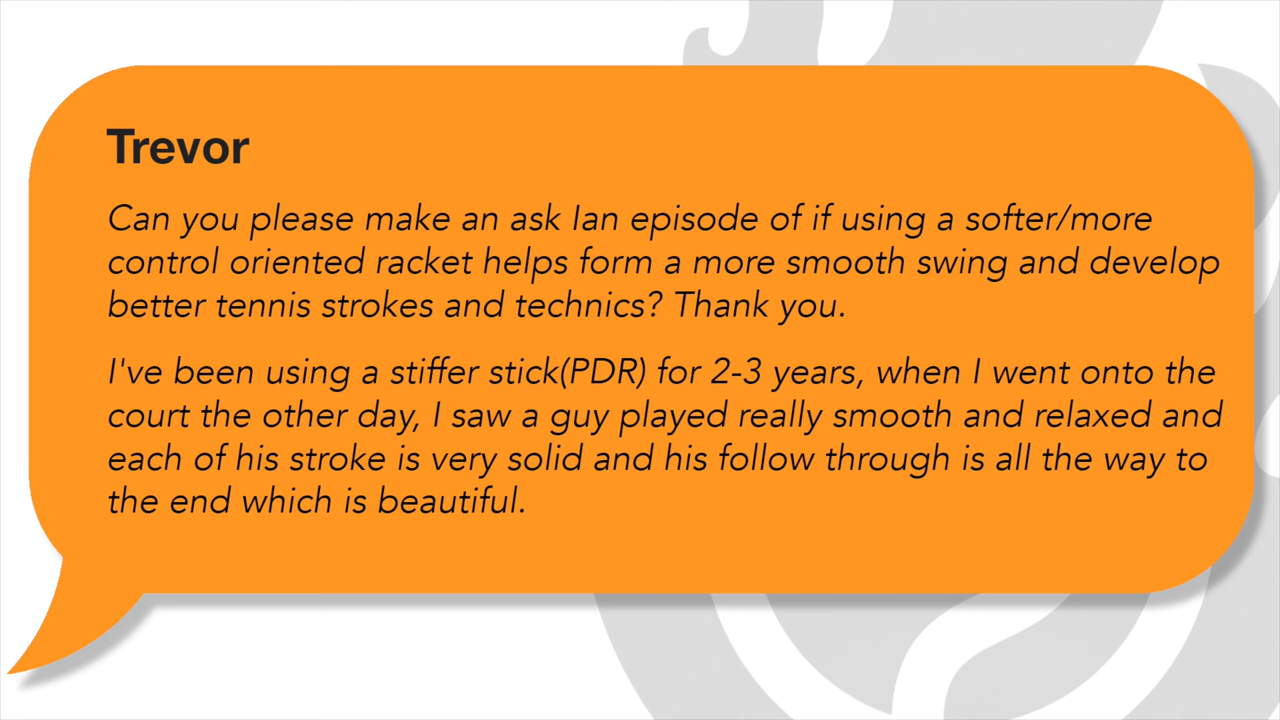 Trevor
Can you please make an ask Ian episode of if using a softer/more
control oriented racket helps form a more smooth swing and develop
better tennis strokes and technics? Thank you.
I've been using a stiffer stick(PDR) for 2-3 years, when I went onto the
court the other day, I saw a guy played really smooth and relaxed and
each of his stroke is very solid and his follow through is all the way to
the end which is beautiful.